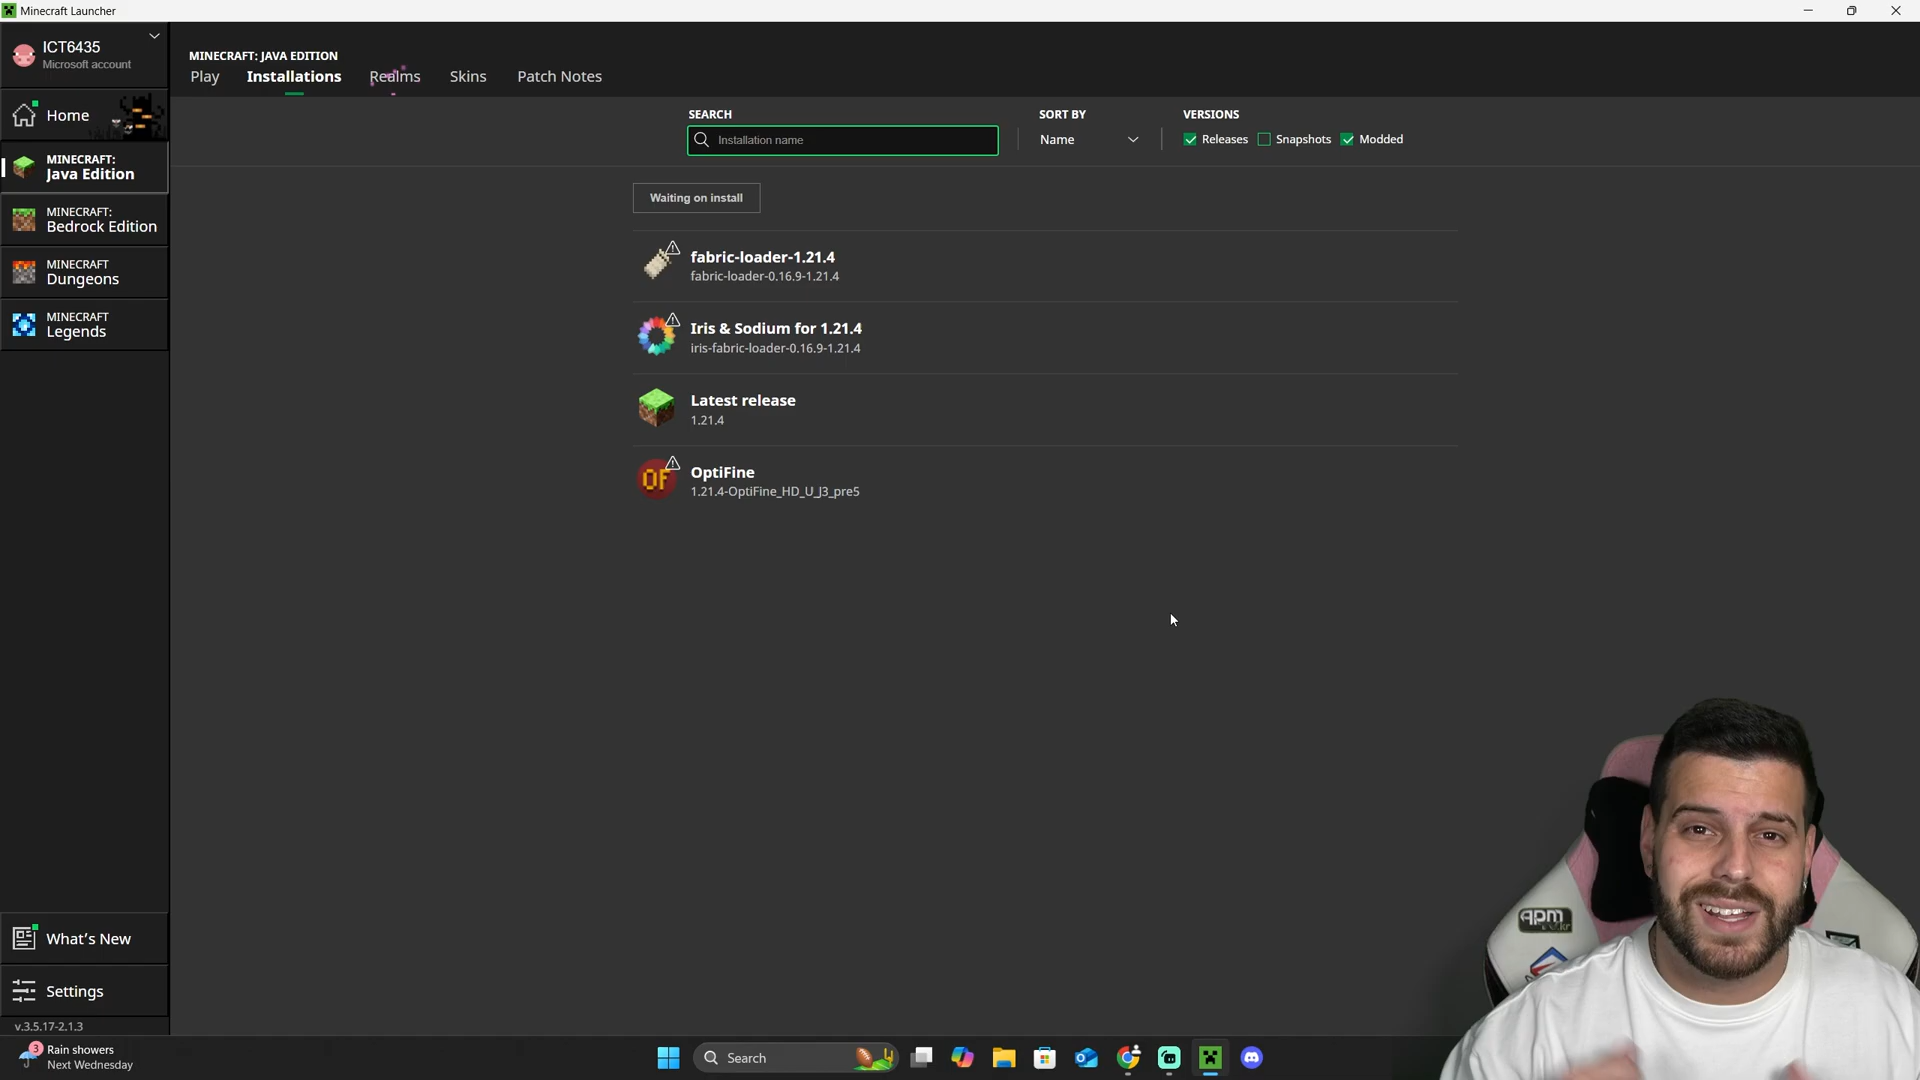 Minecraft Launcher
ICT6435
Microsoft account
Home
MINECRAFT:
Java Edition
MINECRAFT:
Bedrock Edition
MINECRAFT
Dungeons
MINECRAFT
Legends
What's New
Settings
v.3.5.17-2.1.3
MINECRAFT: JAVA EDITION
Play Installations Realms Skins Patch Notes
SEARCH
Installation name
SORT BY
Name
VERSIONS
Releases Snapshots Modded
Waiting on install
fabric-loader-1.21.4
fabric-loader-0.16.9-1.21.4
Iris & Sodium for 1.21.4
iris-fabric-loader-0.16.9-1.21.4
Latest release
1.21.4
OF
OptiFine
1.21.4-OptiFine_HD_U_J3_pre5
3
Rain showers
Next Wednesday
Search